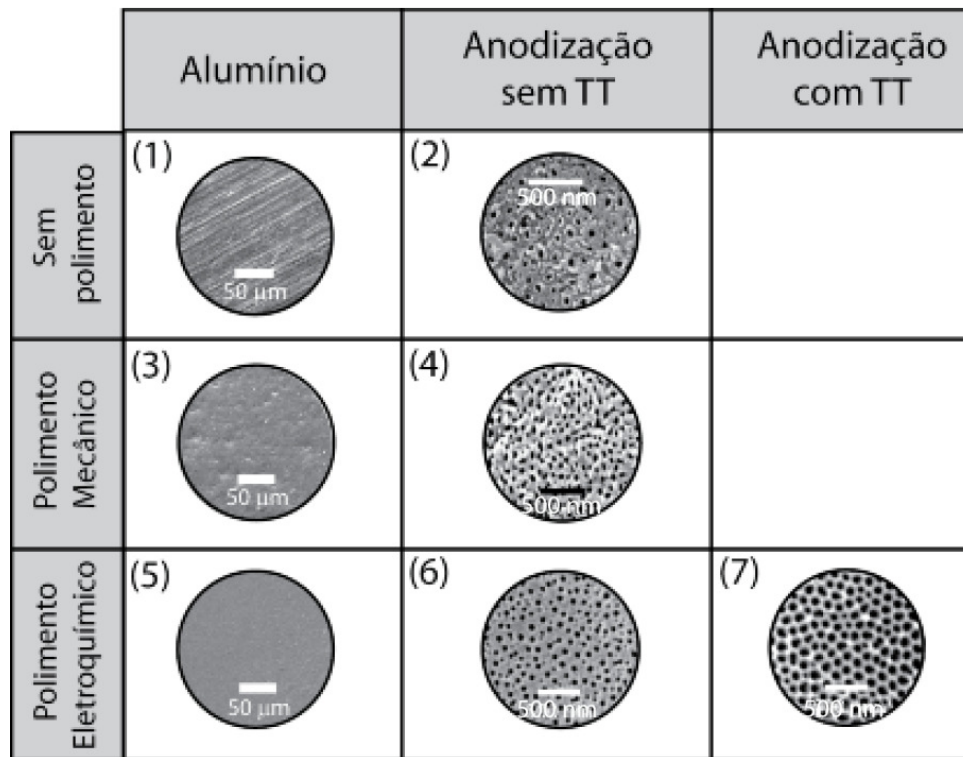 Alumínio
Anodização
sem TT
Anodização
com TT
Sem
polimento
(1)
50 µm
(2)
500 nm
Polimento
Mecânico
(3)
50 µm
(4)
500 nm
Polimento
Eletroquímico
(5)
50 µm
(6)
500 nm
(7)
500 nm